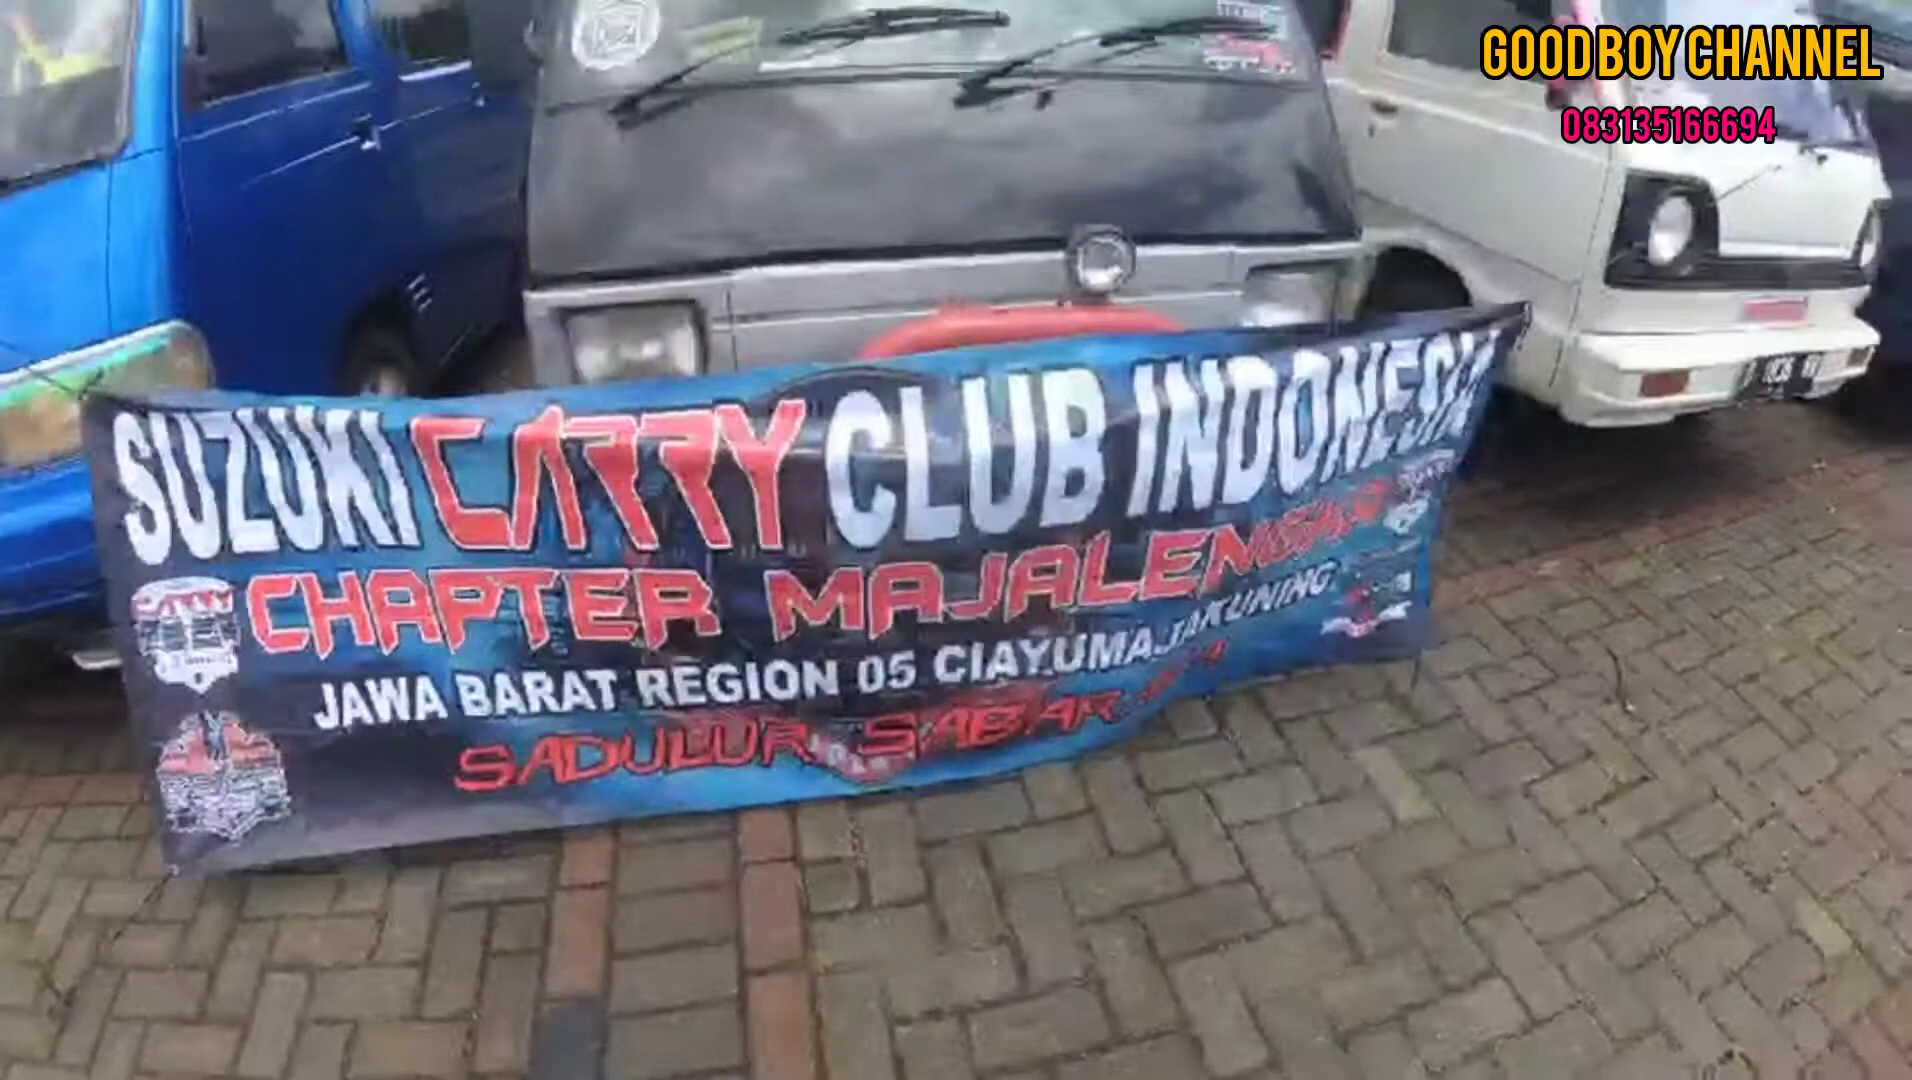 GOOD BOY CHANNEL
083135166694
SUZUKI CARRY CLUB INDONESIA
CHAPTER MAJALENGKA
JAWA BARAT REGION 05 CIAYUMAJAKUNING
SADULUR SABAR